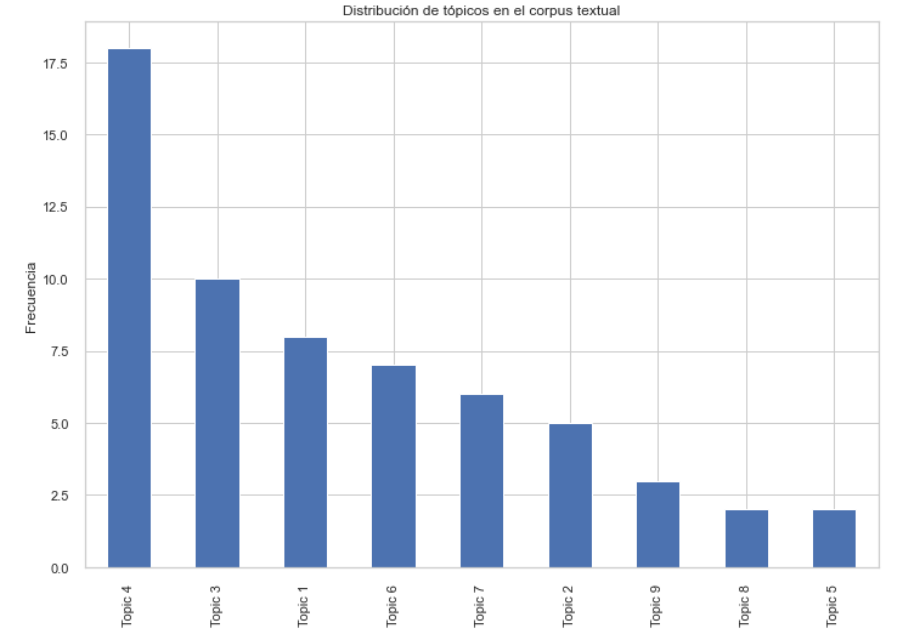 Distribución de tópicos en el corpus textual
Frecuencia
17.5
15.0
12.5
10.0
7.5
5.0
2.5
0.0
Topic 4
Topic 3
Topic 1
Topic 6
Topic 7
Topic 2
Topic 9
Topic 8
Topic 5